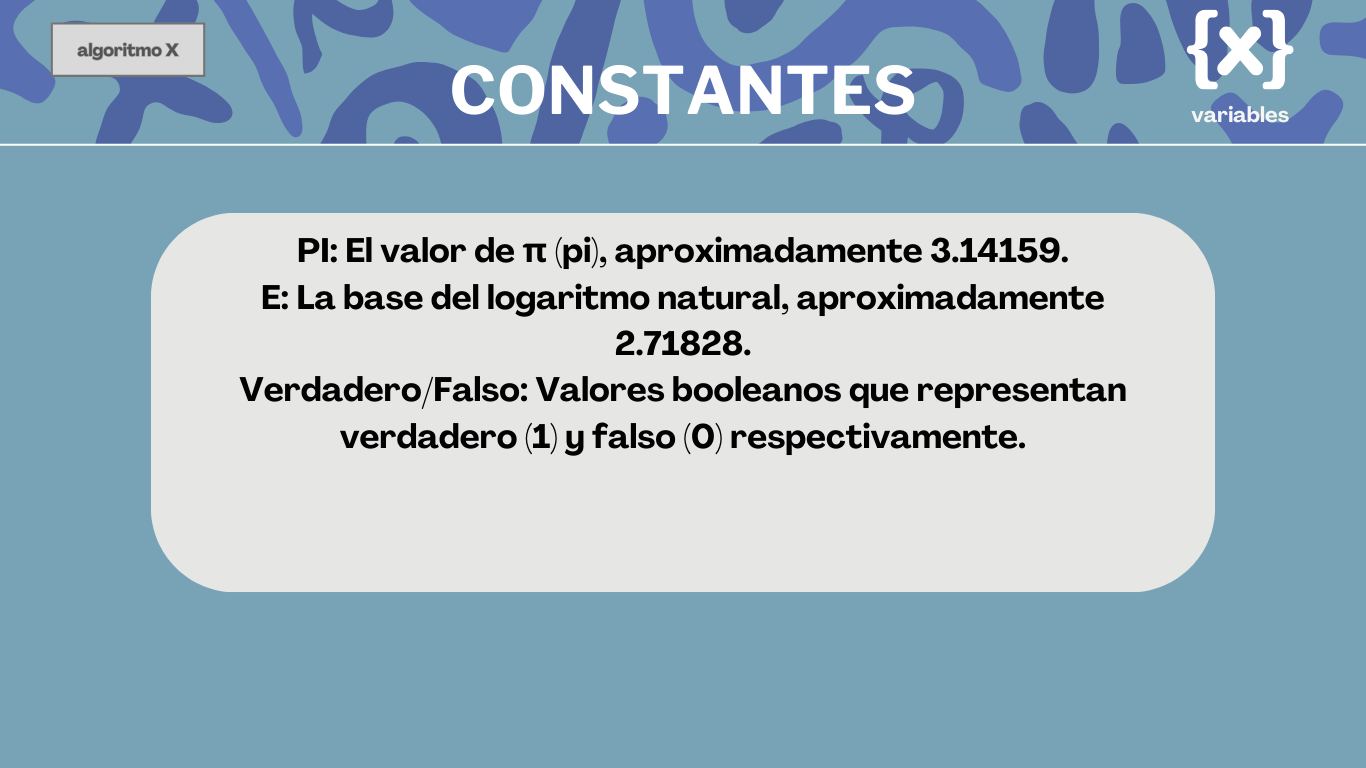 algoritmo X
CONSTANTES
{x}
variables
PI: El valor de π (pi), aproximadamente 3.14159.
E: La base del logaritmo natural, aproximadamente
2.71828.
Verdadero/Falso: Valores booleanos que representan
verdadero (1) y falso (0) respectivamente.